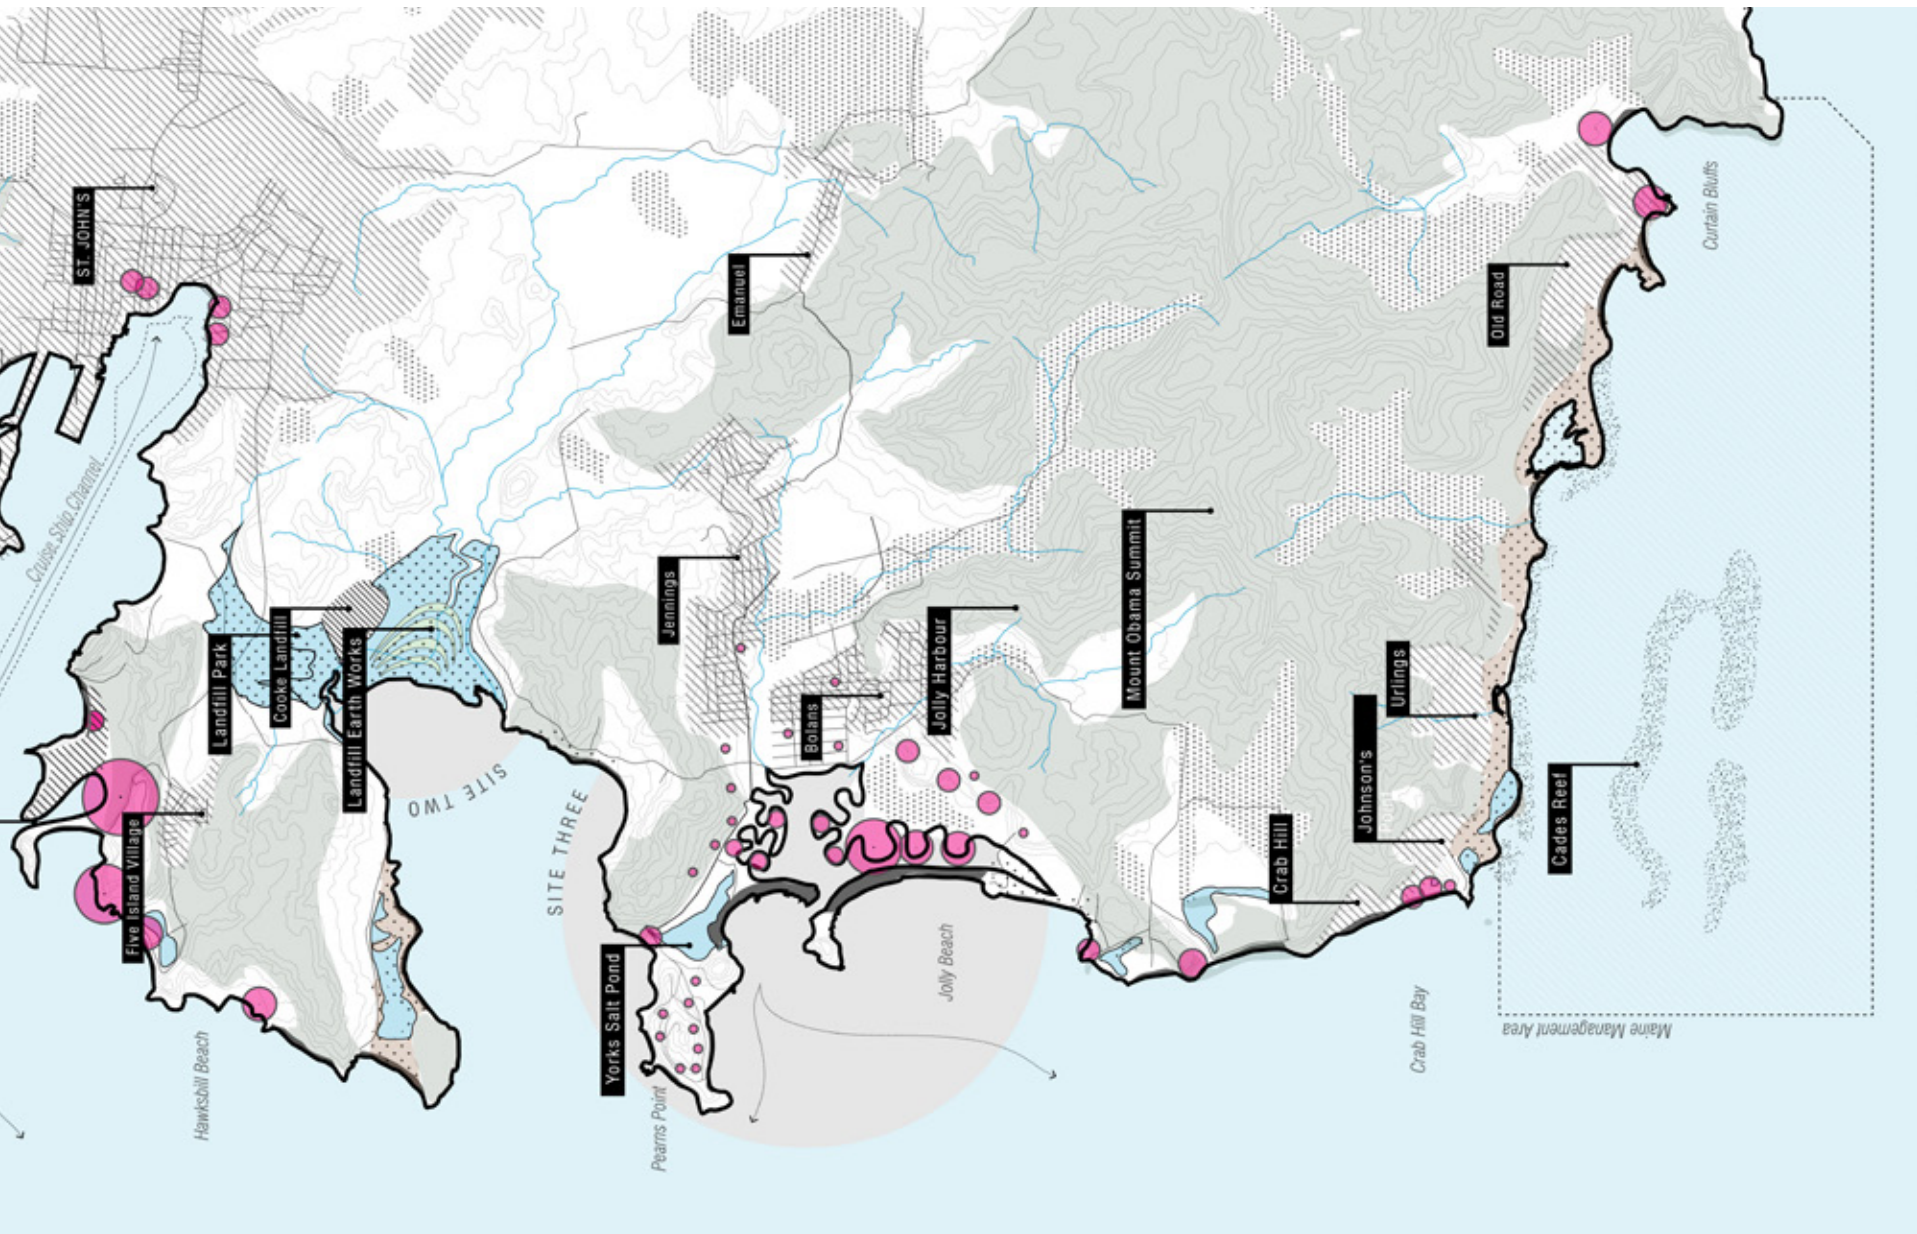 ST. JOHN'S
Cruise Ship Channel
Landfill Park
Cooke Landfill
Landfill Earth Works
Five Island Village
Hawksbill Beach
SITE TWO
SITE THREE
Emanuel
Jennings
Bolans
Jolly Harbour
Yorks Salt Pond
Pearns Point
Jolly Beach
Mount Obama Summit
Crab Hill
Crab Hill Bay
Johnson's
Urlings
Old Road
Curtain Bluffs
Cades Reef
Maine Management Area